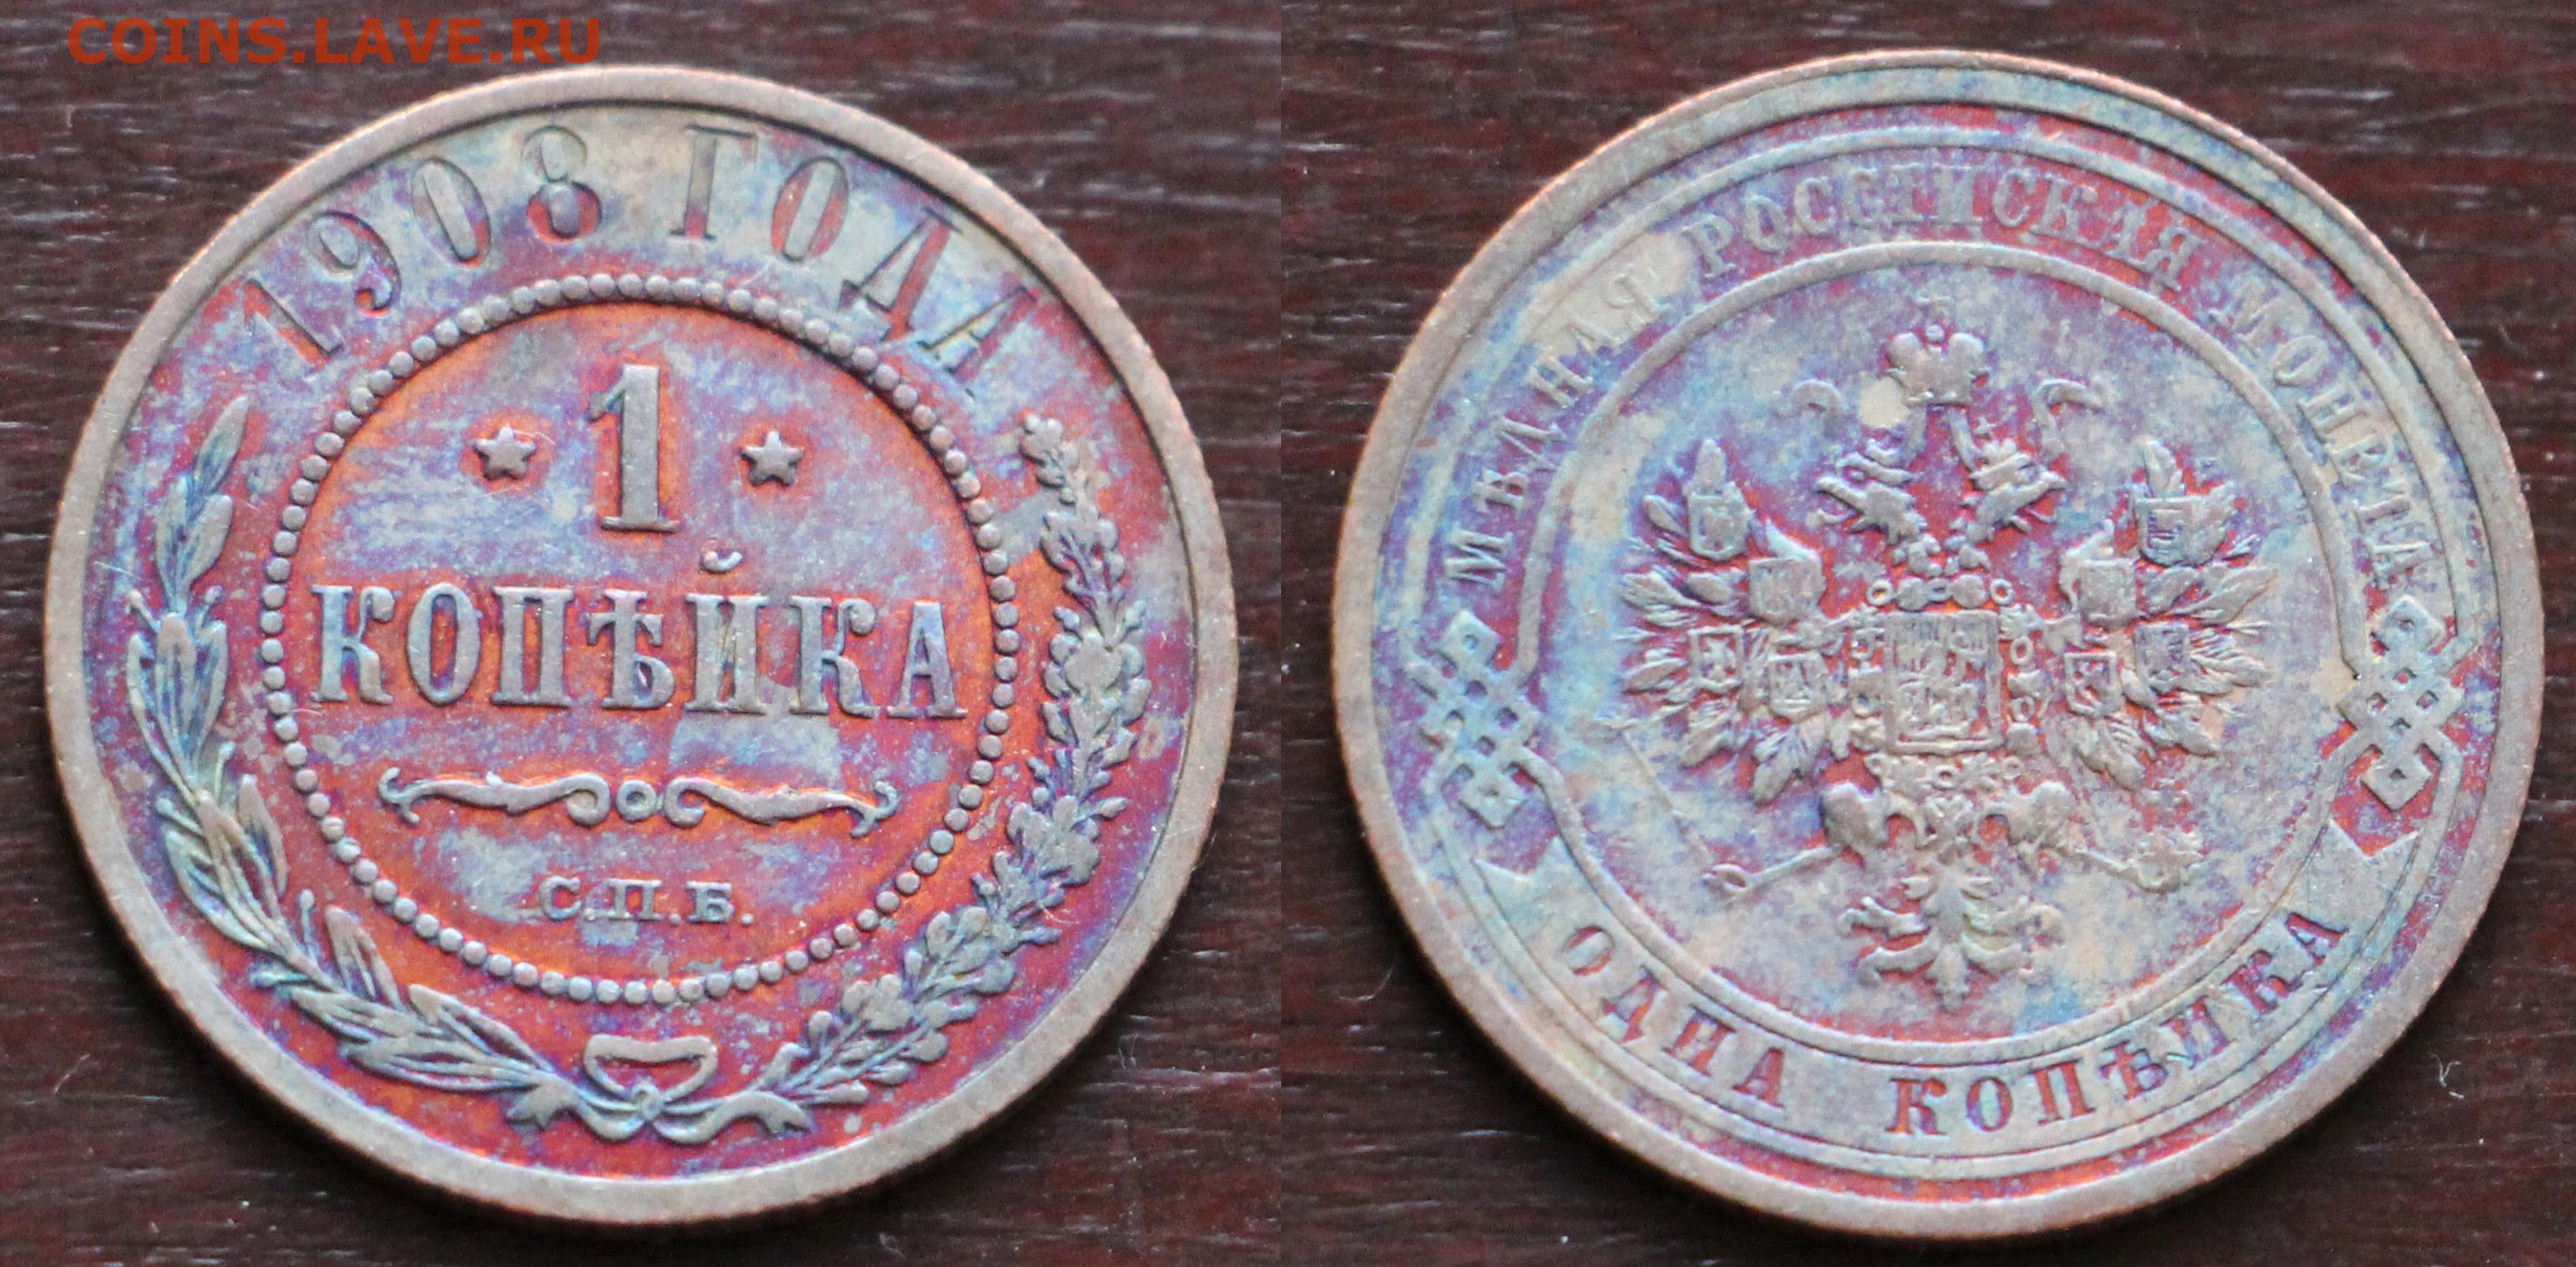 COINS.LAVE.RU
1908 ГОДА
1
КОПѢЙКА
С.П.Б.
МѢДНАЯ РОССІЙСКАЯ МОНЕТА
ОДНА КОПѢЙКА